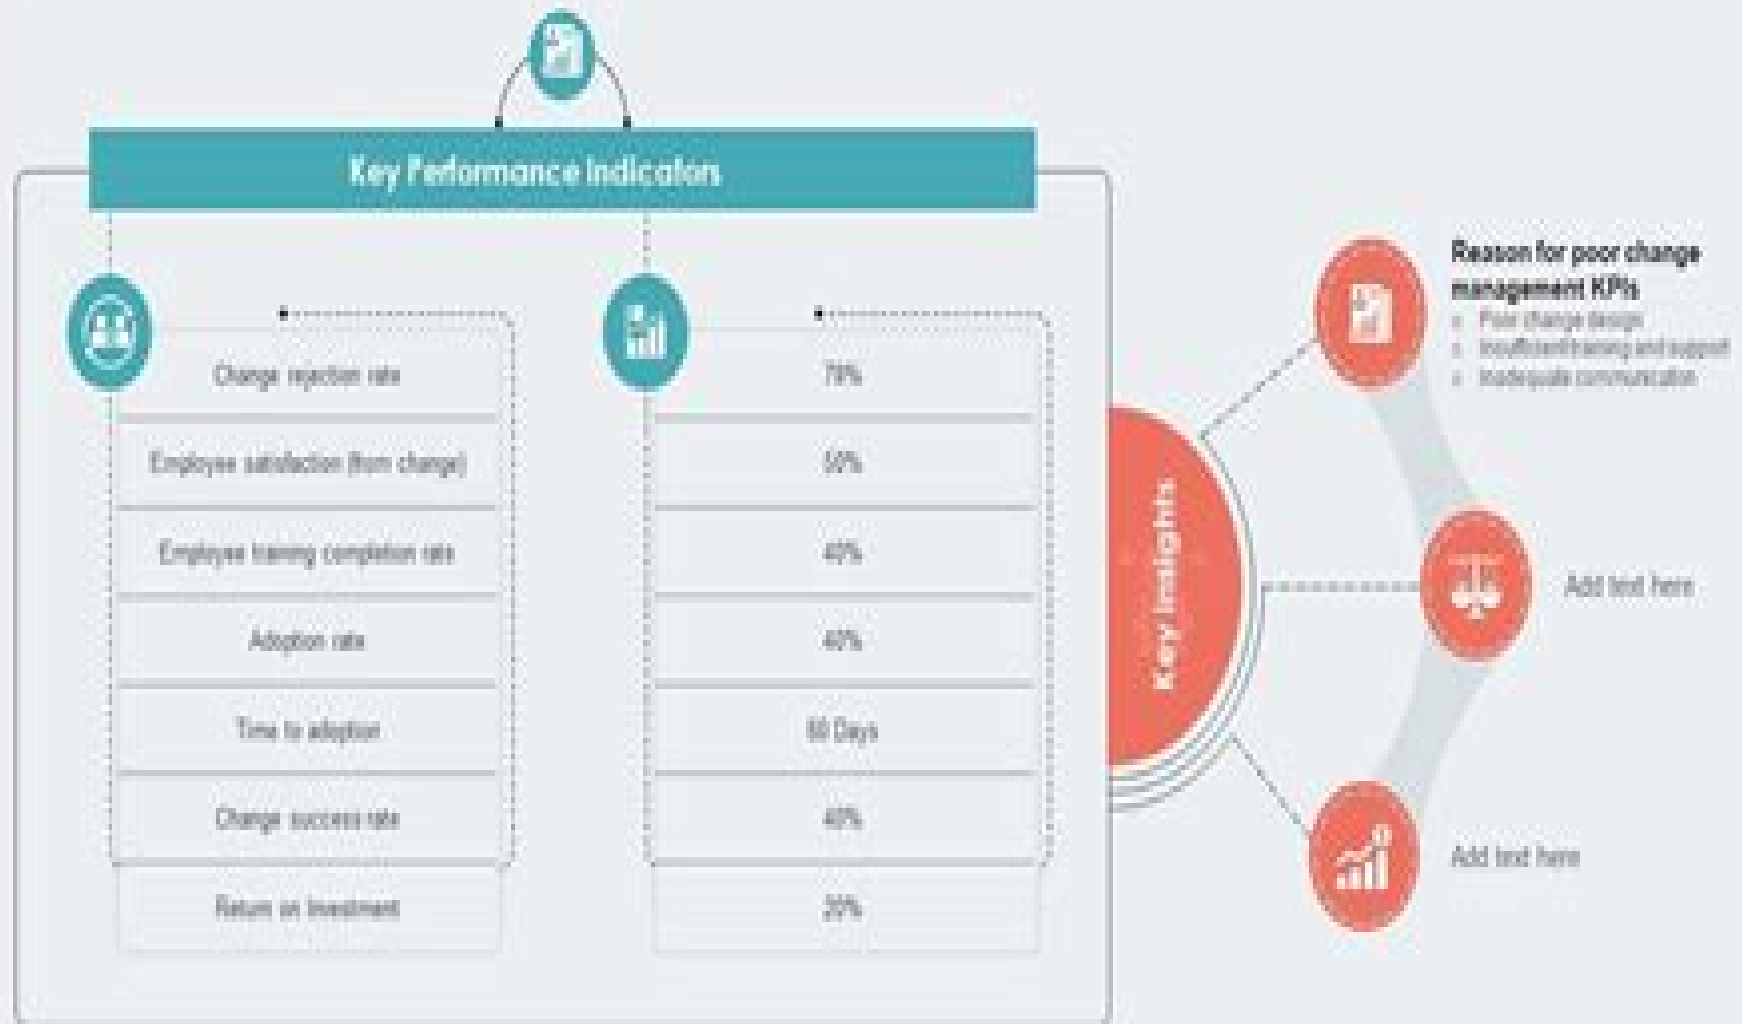 Key Performance Indicators
Change rejection rate
70%
Employee satisfaction (from change)
50%
Employee training completion rate
40%
Adoption rate
40%
Time to adoption
Days
Change success rate
40%
Return on Investment
20%
Key Insights
Reason for poor change
management KPIs
Poor change design
Insufficient training and support
Inadequate communication
Add text here
Add text here